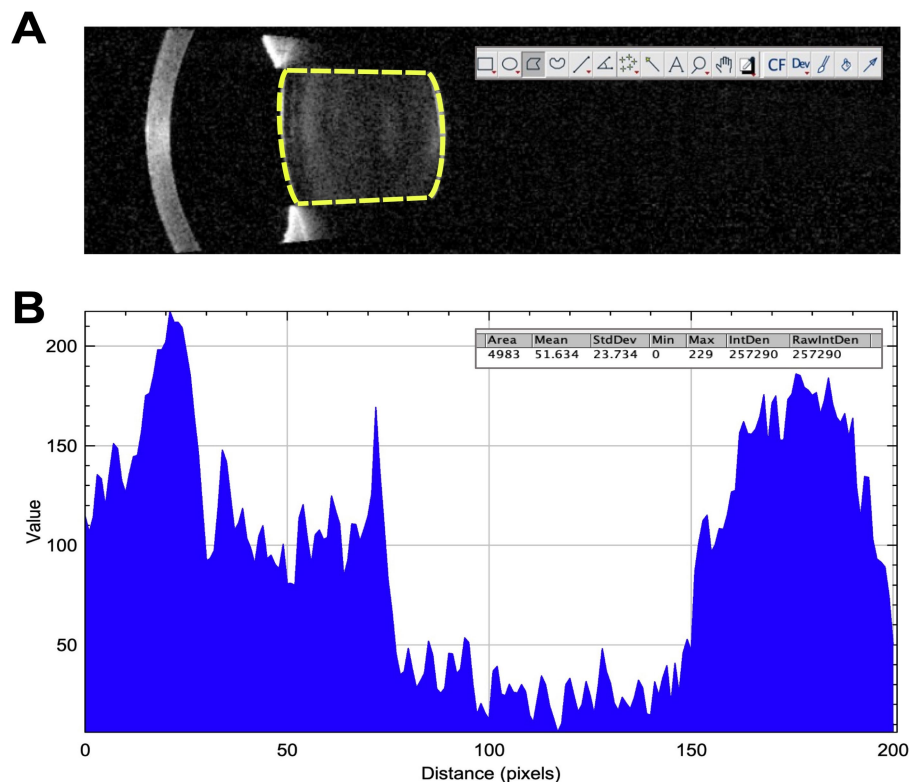 A
A CF Dev
B
200
150
100
50
Value
Area Mean StdDev Min Max IntDen RawIntDen
4983 51.634 23.734 0 229 257290 257290
0 50 100 150 200
Distance (pixels)